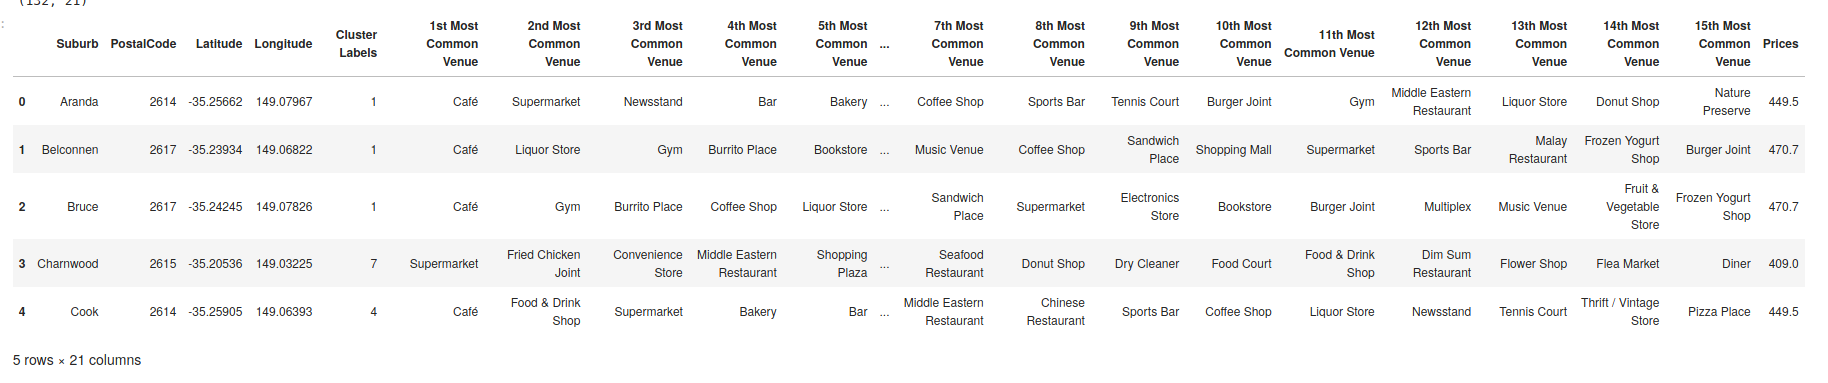 (132, 21)
Suburb PostalCode Latitude Longitude Cluster Labels 1st Most Common Venue 2nd Most Common Venue 3rd Most Common Venue 4th Most Common Venue 5th Most Common Venue ... 7th Most Common Venue 8th Most Common Venue 9th Most Common Venue 10th Most Common Venue 11th Most Common Venue 12th Most Common Venue 13th Most Common Venue 14th Most Common Venue 15th Most Common Venue Prices
0 Aranda 2614 -35.25662 149.07967 1 Café Supermarket Newsstand Bar Bakery ... Coffee Shop Sports Bar Tennis Court Burger Joint Gym Middle Eastern Restaurant Liquor Store Donut Shop Nature Preserve 449.5
1 Belconnen 2617 -35.23934 149.06822 1 Café Liquor Store Gym Burrito Place Bookstore ... Music Venue Coffee Shop Sandwich Place Shopping Mall Supermarket Sports Bar Malay Restaurant Frozen Yogurt Shop Burger Joint 470.7
2 Bruce 2617 -35.24245 149.07826 1 Café Gym Burrito Place Coffee Shop Liquor Store ... Sandwich Place Supermarket Electronics Store Bookstore Burger Joint Multiplex Music Venue Fruit & Vegetable Store Frozen Yogurt Shop 470.7
3 Charnwood 2615 -35.20536 149.03225 7 Supermarket Fried Chicken Joint Convenience Store Middle Eastern Restaurant Shopping Plaza ... Seafood Restaurant Donut Shop Dry Cleaner Food Court Food & Drink Shop Dim Sum Restaurant Flower Shop Flea Market Diner 409.0
4 Cook 2614 -35.25905 149.06393 4 Café Food & Drink Shop Supermarket Bakery Bar ... Middle Eastern Restaurant Chinese Restaurant Sports Bar Coffee Shop Liquor Store Newsstand Tennis Court Thrift / Vintage Store Pizza Place 449.5
5 rows × 21 columns